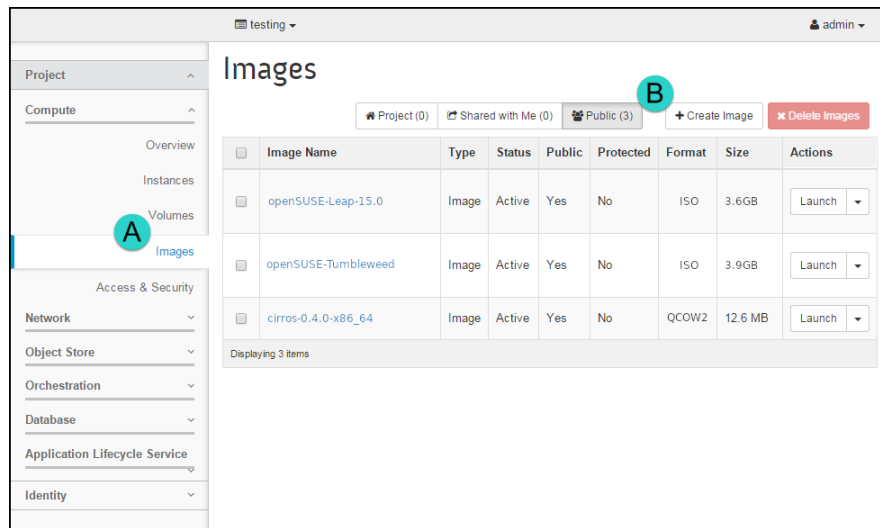 testing
admin
Project
Compute
Overview
Instances
Volumes
A
Images
Access & Security
Network
Object Store
Orchestration
Database
Application Lifecycle Service
Identity
Images
B
Project (0) Shared with Me (0) Public (3) + Create Image Delete Images
Image Name Type Status Public Protected Format Size Actions
openSUSE-Leap-15.0 Image Active Yes No ISO 3.6GB Launch
openSUSE-Tumbleweed Image Active Yes No ISO 3.9GB Launch
cirros-0.4.0-x86_64 Image Active Yes No QCOW2 12.6 MB Launch
Displaying 3 items